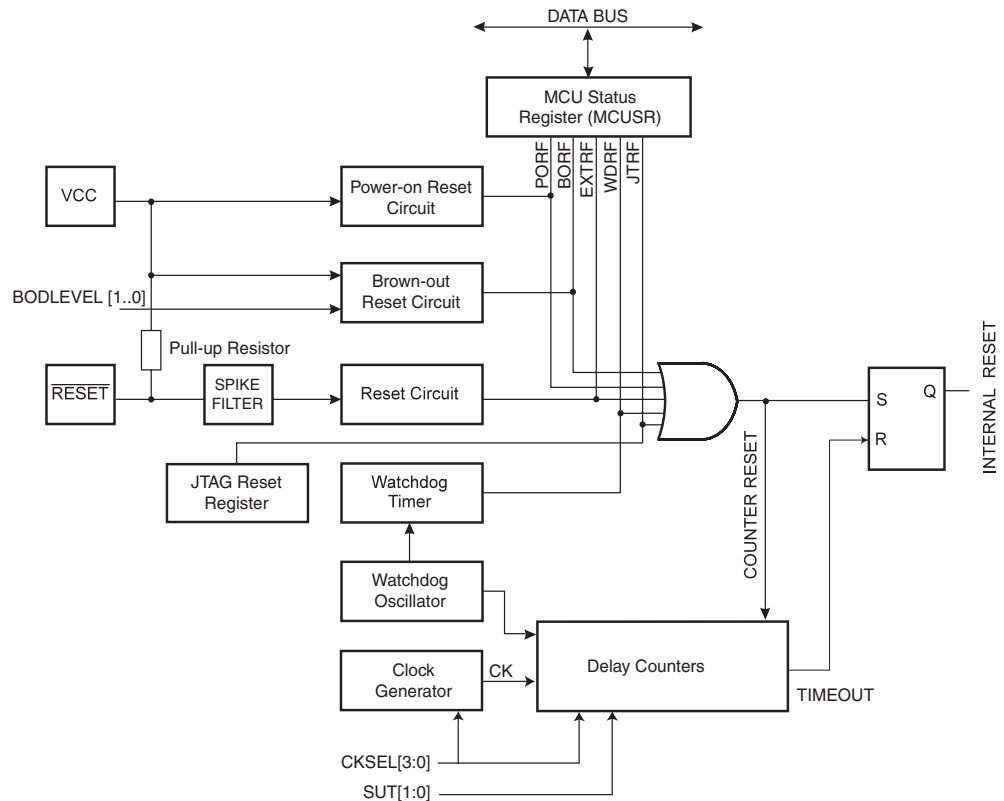 DATA BUS
MCU Status
Register (MCUSR)
PORF
BORF
EXTRF
WDRF
JTRF
VCC
Power-on Reset
Circuit
BODLEVEL [1..0]
Brown-out
Reset Circuit
Pull-up Resistor
RESET
SPIKE
FILTER
Reset Circuit
S
Q
R
INTERNAL RESET
JTAG Reset
Register
Watchdog
Timer
COUNTER RESET
Watchdog
Oscillator
Clock
Generator
CK
Delay Counters
TIMEOUT
CKSEL[3:0]
SUT[1:0]